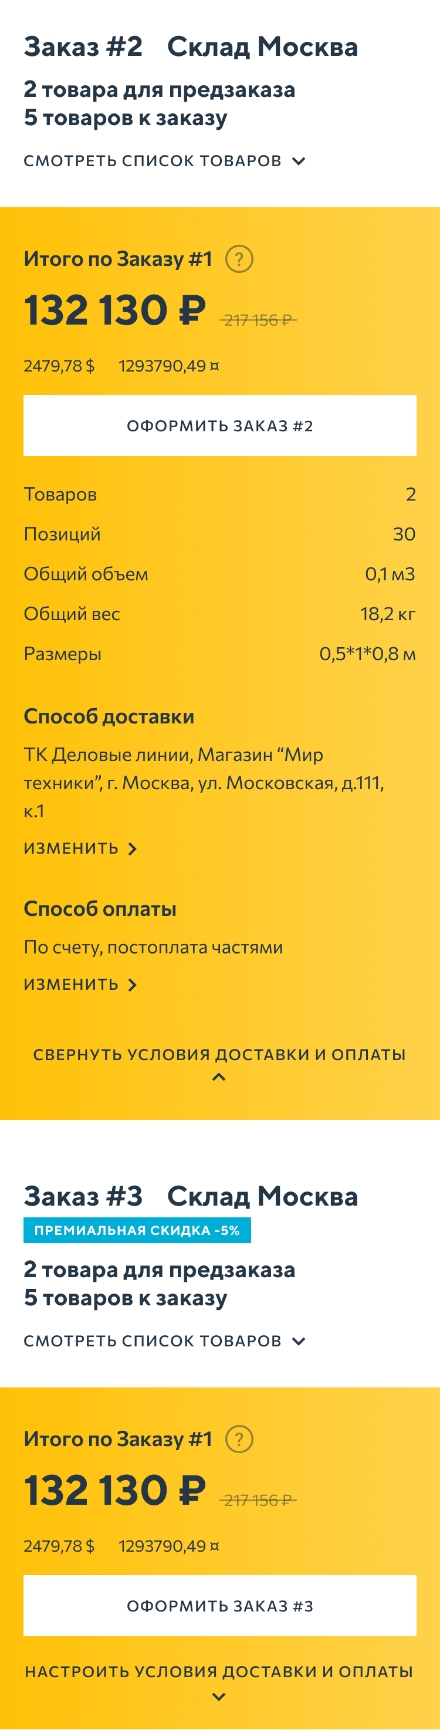 Заказ #2 Склад Москва
2 товара для предзаказа
5 товаров к заказу
СМОТРЕТЬ СПИСОК ТОВАРОВ
Итого по Заказу #1 ?
132 130 ₽ 217 156 ₽
2479,78 $ 1293790,49 ¤
ОФОРМИТЬ ЗАКАЗ #2
Товаров 2
Позиций 30
Общий объем 0,1 м3
Общий вес 18,2 кг
Размеры 0,5*1*0,8 м
Способ доставки
ТК Деловые линии, Магазин “Мир
техники”, г. Москва, ул. Московская, д.111,
к.1
ИЗМЕНИТЬ
Способ оплаты
По счету, постоплата частями
ИЗМЕНИТЬ
СВЕРНУТЬ УСЛОВИЯ ДОСТАВКИ И ОПЛАТЫ
Заказ #3 Склад Москва
ПРЕМИАЛЬНАЯ СКИДКА -5%
2 товара для предзаказа
5 товаров к заказу
СМОТРЕТЬ СПИСОК ТОВАРОВ
Итого по Заказу #1 ?
132 130 ₽ 217 156 ₽
2479,78 $ 1293790,49 ¤
ОФОРМИТЬ ЗАКАЗ #3
НАСТРОИТЬ УСЛОВИЯ ДОСТАВКИ И ОПЛАТЫ